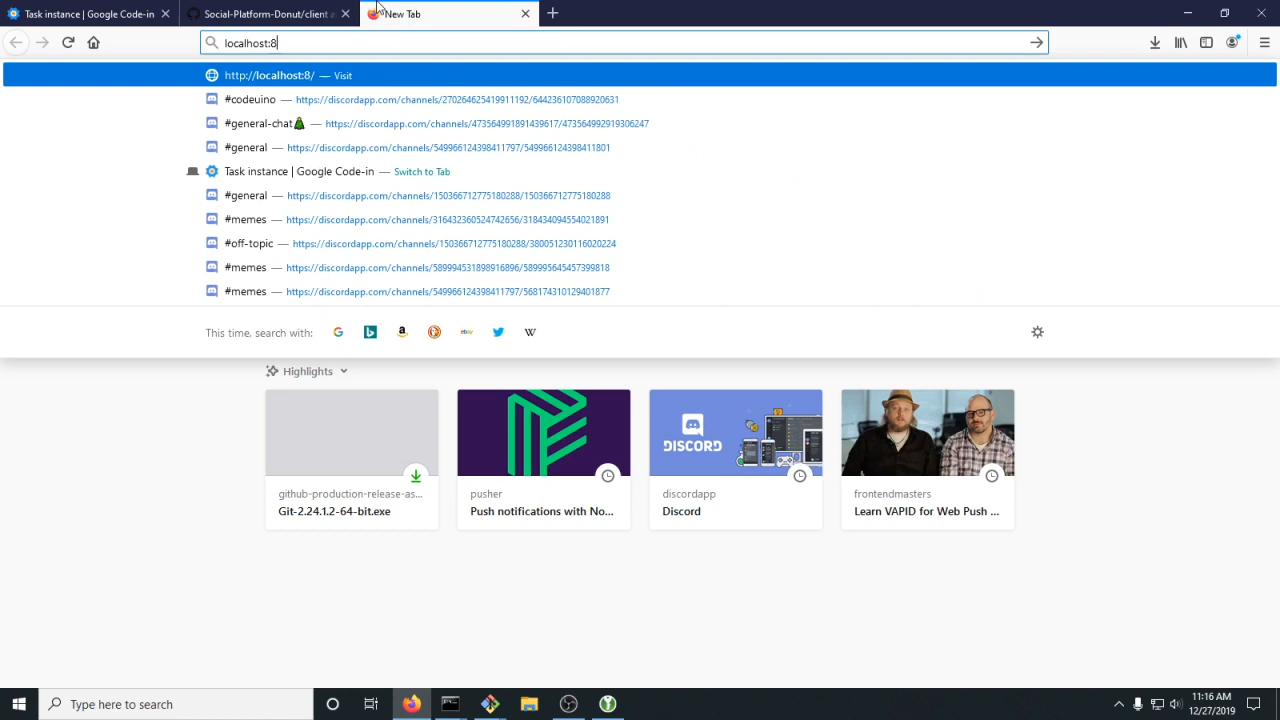 Task instance | Google Code-in
Social-Platform-Donut/client a
New Tab
localhost:8
http://localhost:8/ — Visit
#codeuino — https://discordapp.com/channels/270264625419911192/644236107088920631
#general-chat🎄 — https://discordapp.com/channels/473564991891439617/473564992919306247
#general — https://discordapp.com/channels/549966124398411797/549966124398411801
Task instance | Google Code-in — Switch to Tab
#general — https://discordapp.com/channels/150366712775180288/150366712775180288
#memes — https://discordapp.com/channels/316432360524742656/318434094554021891
#off-topic — https://discordapp.com/channels/150366712775180288/380051230116020224
#memes — https://discordapp.com/channels/589994531898916896/589995645457399818
#memes — https://discordapp.com/channels/549966124398411797/568174310129401877
This time, search with:
Highlights
DISCORD
github-production-release-as...
Git-2.24.1.2-64-bit.exe
pusher
Push notifications with No...
discordapp
Discord
frontendmasters
Learn VAPID for Web Push ...
Type here to search
11:16 AM
12/27/2019